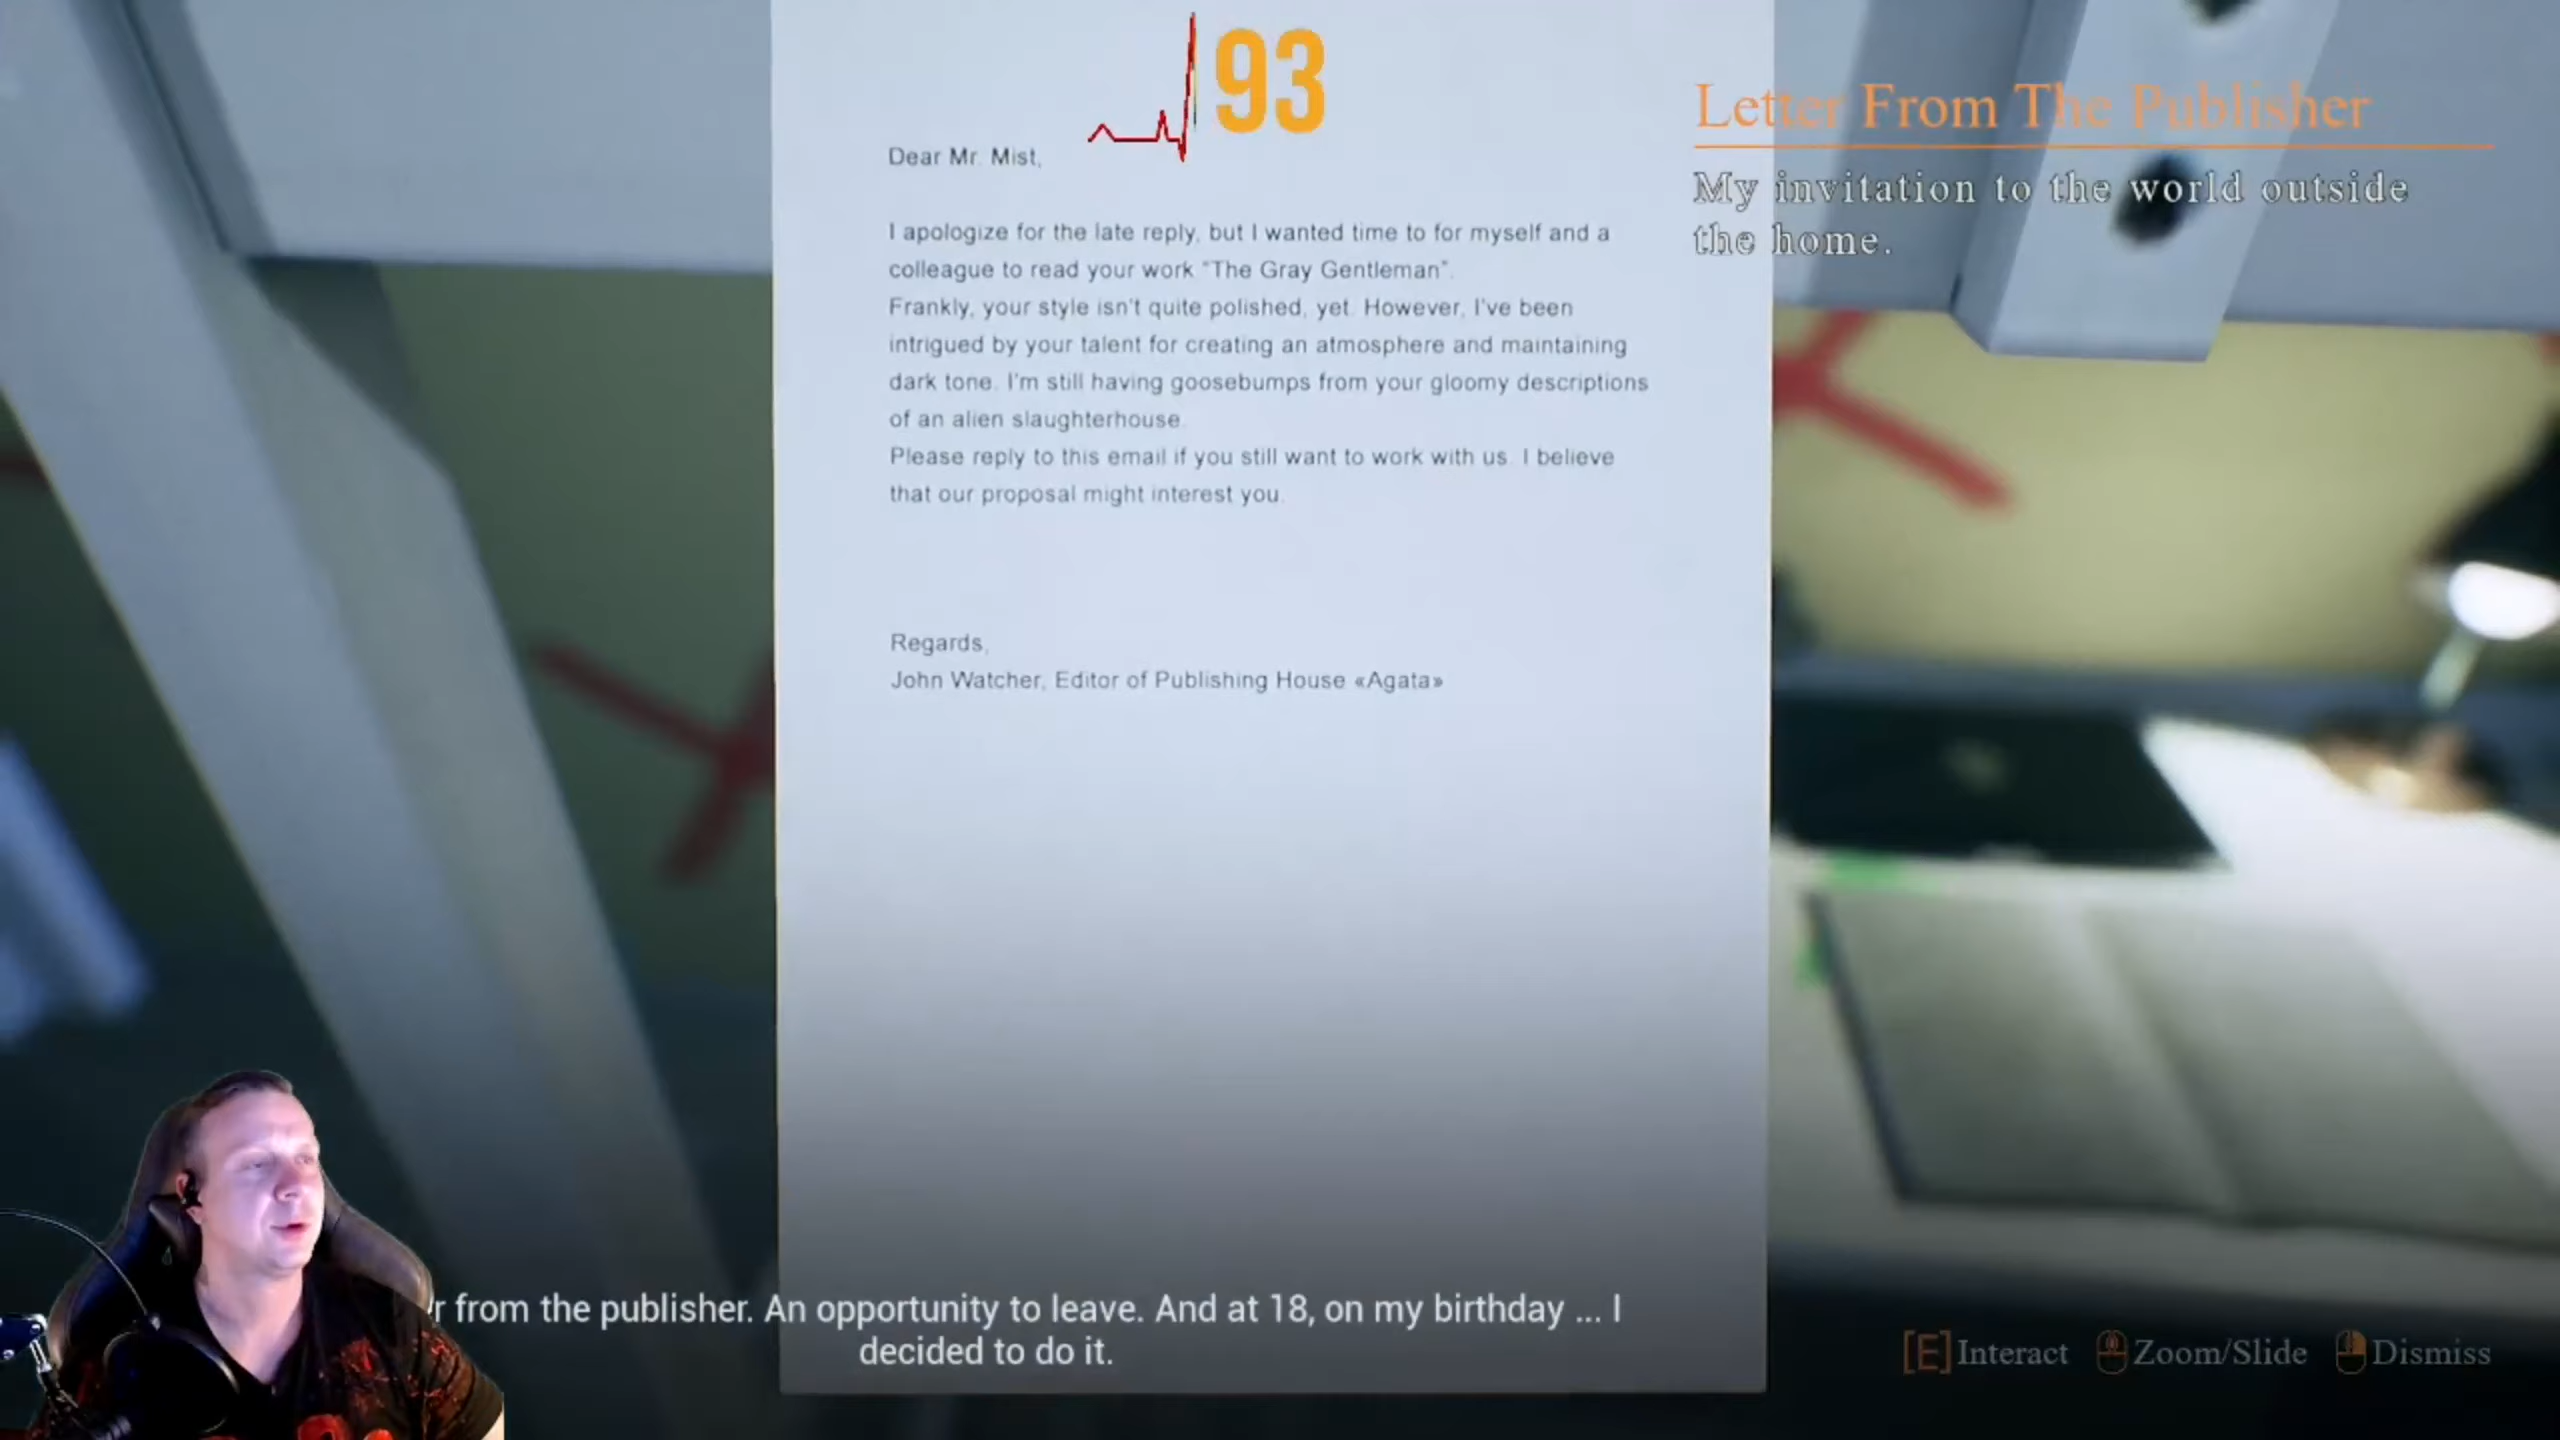 93
Letter From The Publisher
My invitation to the world outside
the home.
Dear Mr. Mist,
I apologize for the late reply, but I wanted time to for myself and a
colleague to read your work "The Gray Gentleman".
Frankly, your style isn't quite polished, yet. However, I've been
intrigued by your talent for creating an atmosphere and maintaining
dark tone. I'm still having goosebumps from your gloomy descriptions
of an alien slaughterhouse.
Please reply to this email if you still want to work with us. I believe
that our proposal might interest you.
Regards,
John Watcher, Editor of Publishing House «Agata»
r from the publisher. An opportunity to leave. And at 18, on my birthday ... I
decided to do it.
[E]Interact Zoom/Slide Dismiss